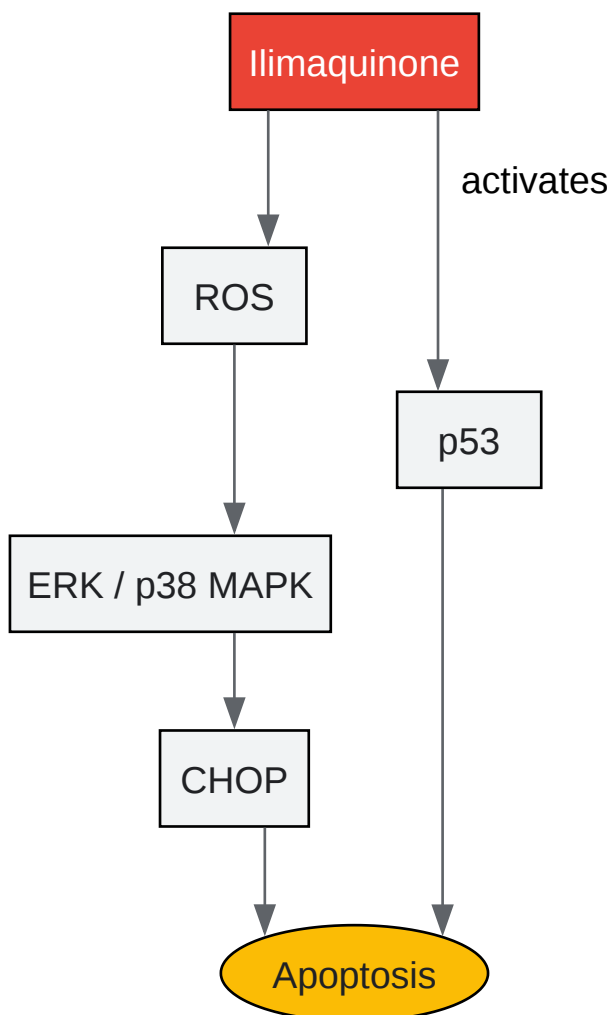 Ilimaquinone
activates
ROS
p53
ERK / p38 MAPK
CHOP
Apoptosis